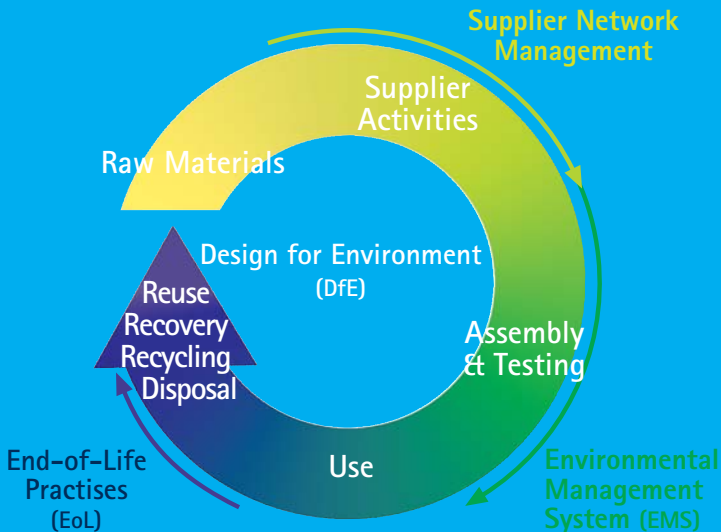 Supplier Network
Management
Supplier
Activities
Raw Materials
Design for Environment
(DfE)
Reuse
Recovery
Recycling
Disposal
Assembly
& Testing
Use
End-of-Life
Practises
(EoL)
Environmental
Management
System (EMS)